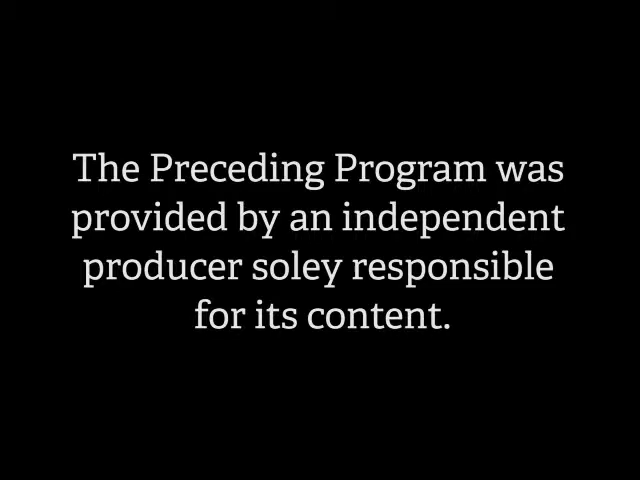 The Preceding Program was
provided by an independent
producer soley responsible
for its content.